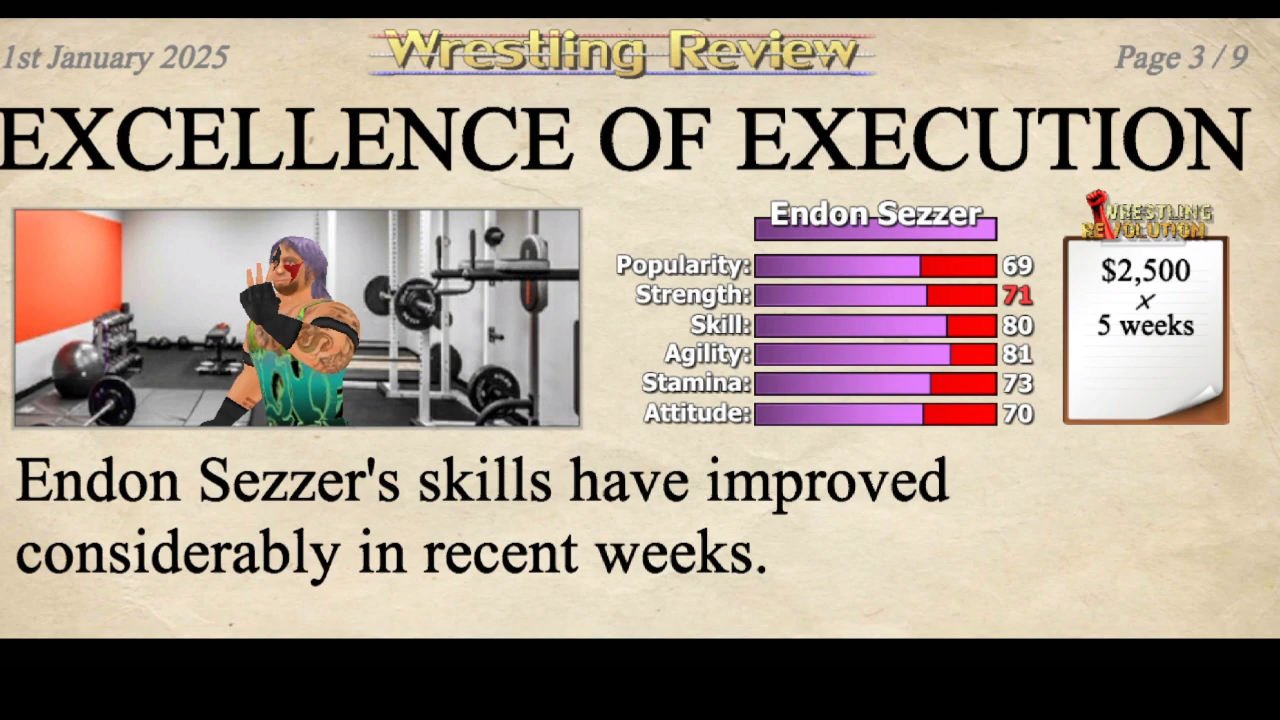 1st January 2025
Wrestling Review
Page 3 / 9
EXCELLENCE OF EXECUTION
Endon Sezzer
Popularity: 69
Strength: 71
Skill: 80
Agility: 81
Stamina: 73
Attitude: 70
WRESTLING
REVOLUTION
$2,500
x
5 weeks
Endon Sezzer's skills have improved
considerably in recent weeks.